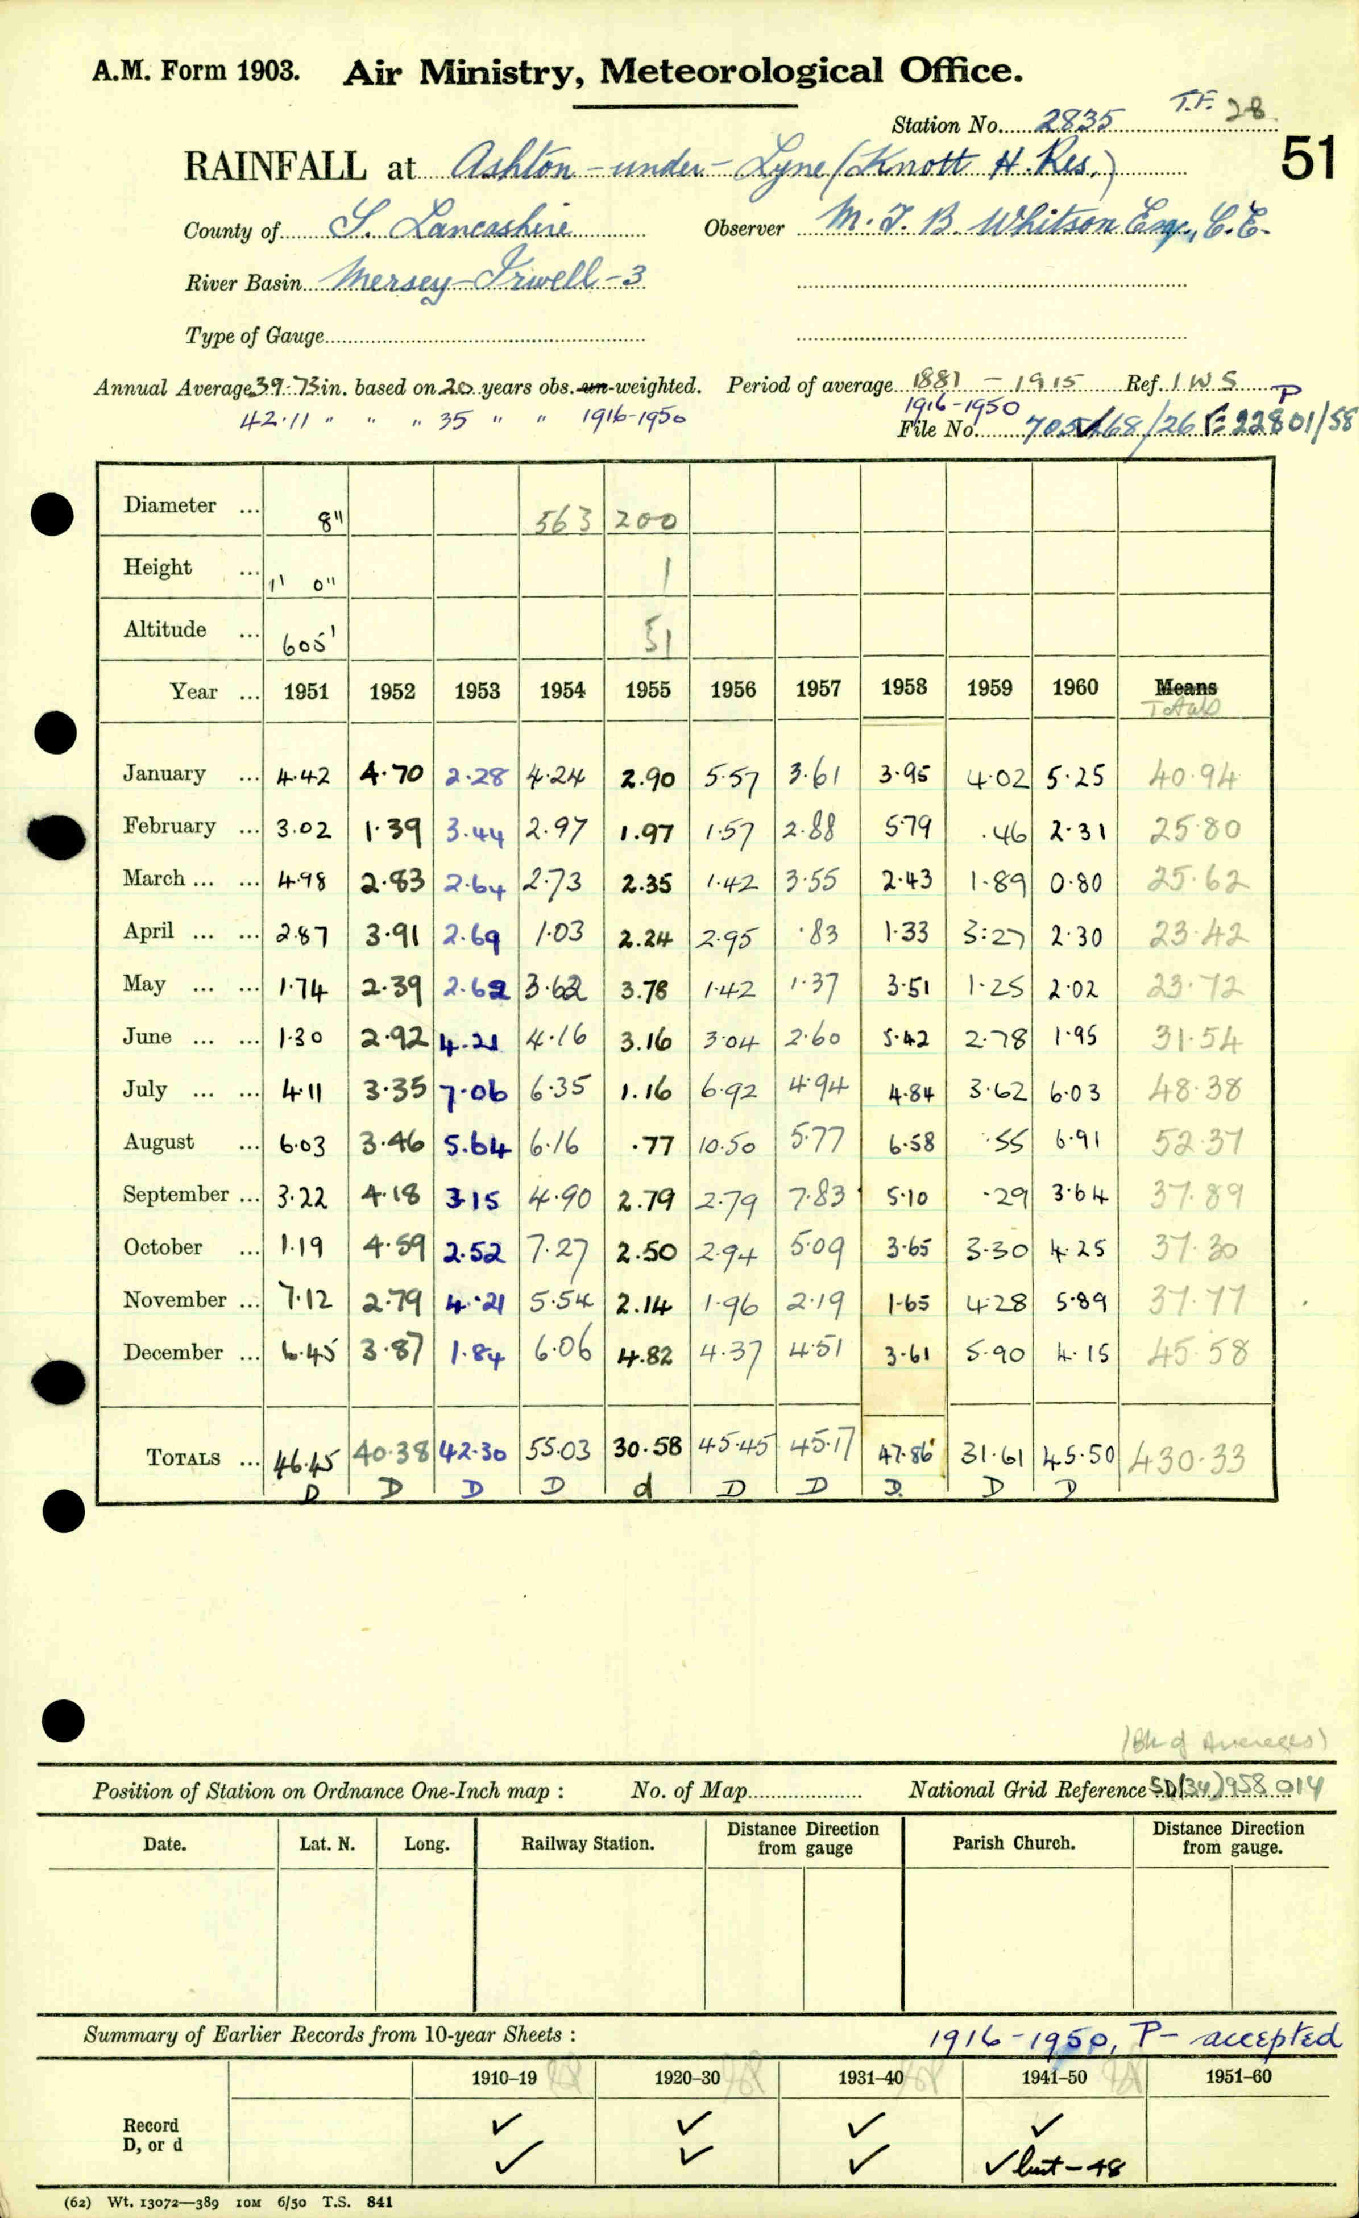 A.M. Form 1903. Air Ministry, Meteorological Office.
Station No. 2835 T.F. 28
51
RAINFALL at Ashton-under-Lyne (Knott H. Res.)
County of S. Lancashire Observer M. T. B. Whitson Esq., C.E.
River Basin Mersey-Irwell-3
Type of Gauge
Annual Average 39.73 in. based on 20 years obs. un-weighted. Period of average 1881 - 1915 Ref. I W S P
42.11 " " " 35 " " 1916-1950 1916-1950
File No. 22801/58
Diameter ... 8" 563 200
Height ... 1' 0" 1
Altitude ... 605' 51
Year ... 1951 1952 1953 1954 1955 1956 1957 1958 1959 1960 Means
Totals
January ... 4.42 4.70 2.28 4.24 2.90 5.57 3.61 3.95 4.02 5.25 40.94
February ... 3.02 1.39 3.44 2.97 1.97 1.57 2.88 5.79 .46 2.31 25.80
March ... ... 4.98 2.83 2.64 2.73 2.35 1.42 3.55 2.43 1.89 0.80 25.62
April ... ... 2.87 3.91 2.69 1.03 2.24 2.95 .83 1.33 3.27 2.30 23.42
May ... ... 1.74 2.39 2.62 3.62 3.78 1.42 1.37 3.51 1.25 2.02 23.72
June ... ... 1.30 2.92 4.21 4.16 3.16 3.04 2.60 5.42 2.78 1.95 31.54
July ... ... 4.11 3.35 7.06 6.35 1.16 6.92 4.94 4.84 3.62 6.03 48.38
August ... 6.03 3.46 5.64 6.16 .77 10.50 5.77 6.58 .55 6.91 52.37
September ... 3.22 4.18 3.15 4.90 2.79 2.79 7.83 5.10 .29 3.64 37.89
October ... 1.19 4.59 2.52 7.27 2.50 2.94 5.09 3.65 3.30 4.25 37.30
November ... 7.12 2.79 4.21 5.54 2.14 1.96 2.19 1.65 4.28 5.89 37.77
December ... 6.45 3.87 1.84 6.06 4.82 4.37 4.51 3.61 5.90 4.15 45.58
TOTALS ... 46.45 40.38 42.30 55.03 30.58 45.45 45.17 47.86 31.61 45.50 430.33
D D D D d D D D. D D
(Bk of Averages)
Position of Station on Ordnance One-Inch map : No. of Map National Grid Reference SD(34)958 014
Date. Lat. N. Long. Railway Station. Distance from Direction gauge Parish Church. Distance from Direction gauge.
Summary of Earlier Records from 10-year Sheets : 1916-1950, P- accepted
1910–19 1920–30 1931–40 1941–50 1951–60
Record ✓ ✓ ✓ ✓
D, or d ✓ ✓ ✓ ✓ but - 48
(62) Wt. 13072—389 10M 6/50 T.S. 841